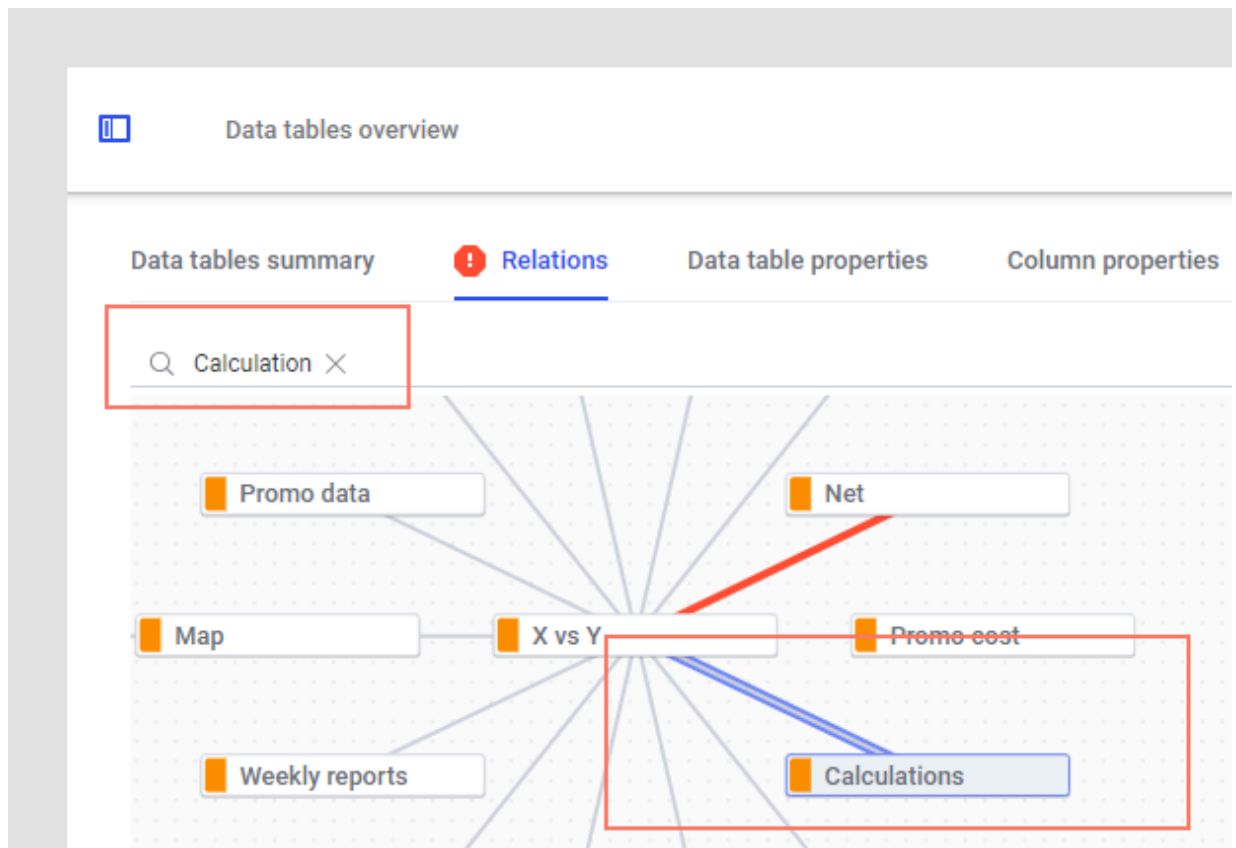 Data tables overview
Data tables summary
Relations
Data table properties
Column properties
Calculation
Promo data
Net
Map
X vs Y
Promo cost
Weekly reports
Calculations